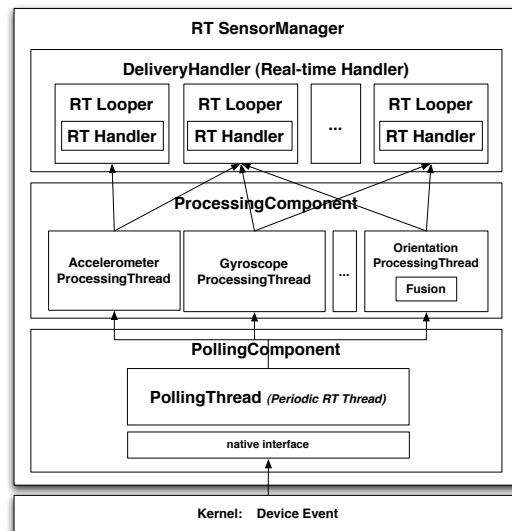 RT SensorManager
DeliveryHandler (Real-time Handler)
RT Looper
RT Handler
RT Looper
RT Handler
...
RT Looper
RT Handler
ProcessingComponent
Accelerometer
ProcessingThread
Gyroscope
ProcessingThread
...
Orientation
ProcessingThread
Fusion
PollingComponent
PollingThread (Periodic RT Thread)
native interface
Kernel: Device Event